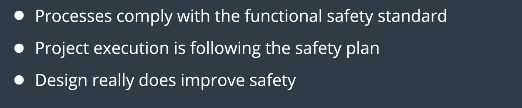 • Processes comply with the functional safety standard
• Project execution is following the safety plan
• Design really does improve safety